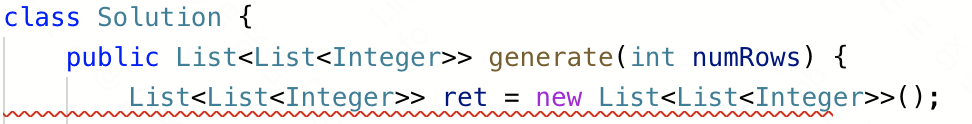 class Solution {
    public List<List<Integer>> generate(int numRows) {
        List<List<Integer>> ret = new List<List<Integer>>();